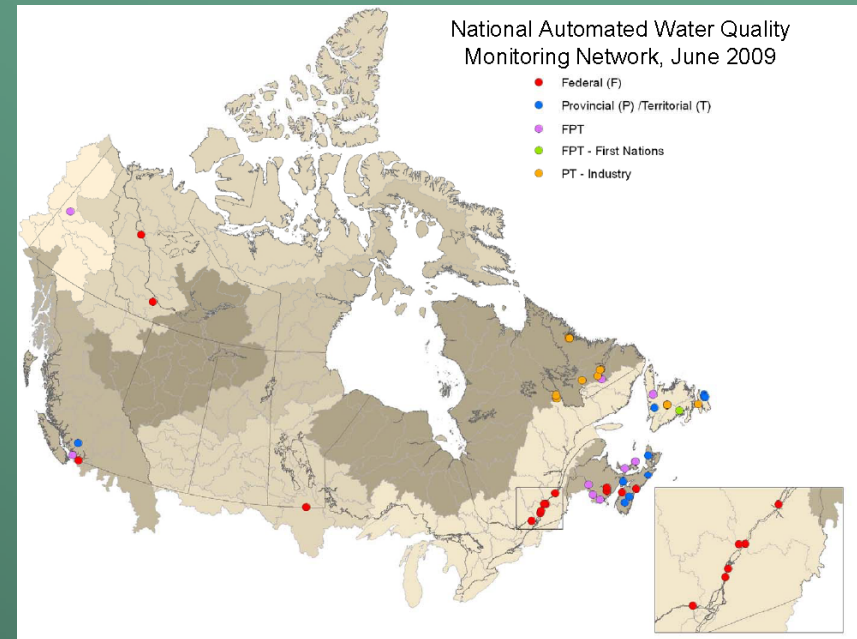 National Automated Water Quality
Monitoring Network, June 2009
Federal (F)
Provincial (P) /Territorial (T)
FPT
FPT - First Nations
PT - Industry